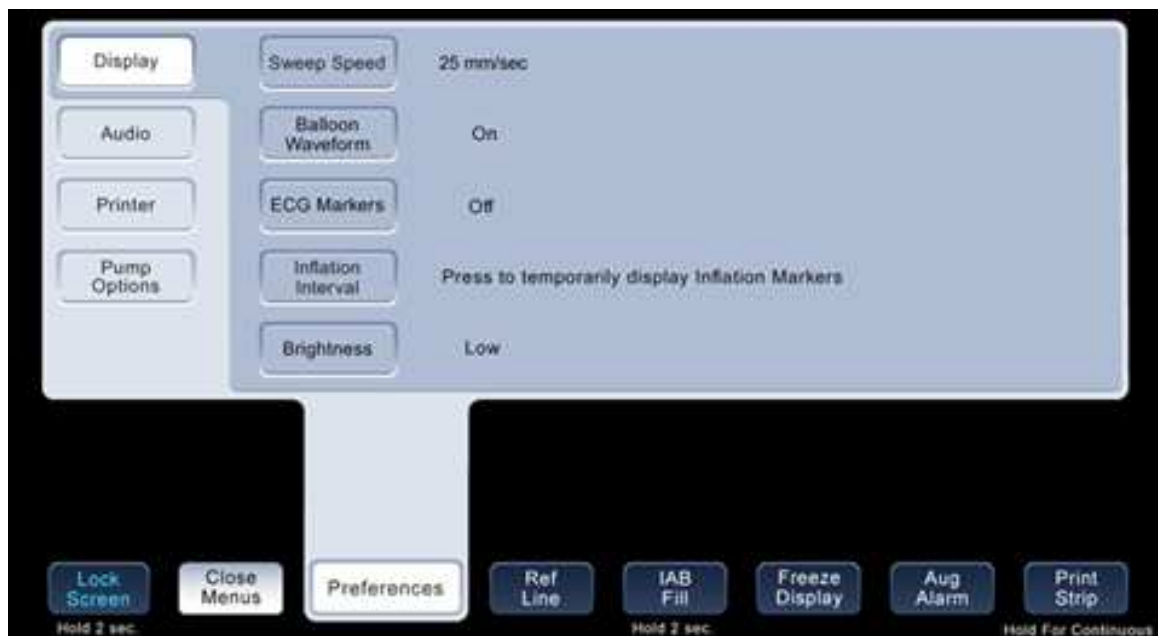 Display
Sweep Speed
25 mm/sec
Audio
Balloon
Waveform
On
Printer
ECG Markers
Off
Pump
Options
Inflation
Interval
Press to temporarily display Inflation Markers
Brightness
Low
Lock
Screen
Hold 2 sec.
Close
Menus
Preferences
Ref
Line
IAB
Fill
Hold 2 sec.
Freeze
Display
Aug
Alarm
Print
Strip
Hold For Continuous